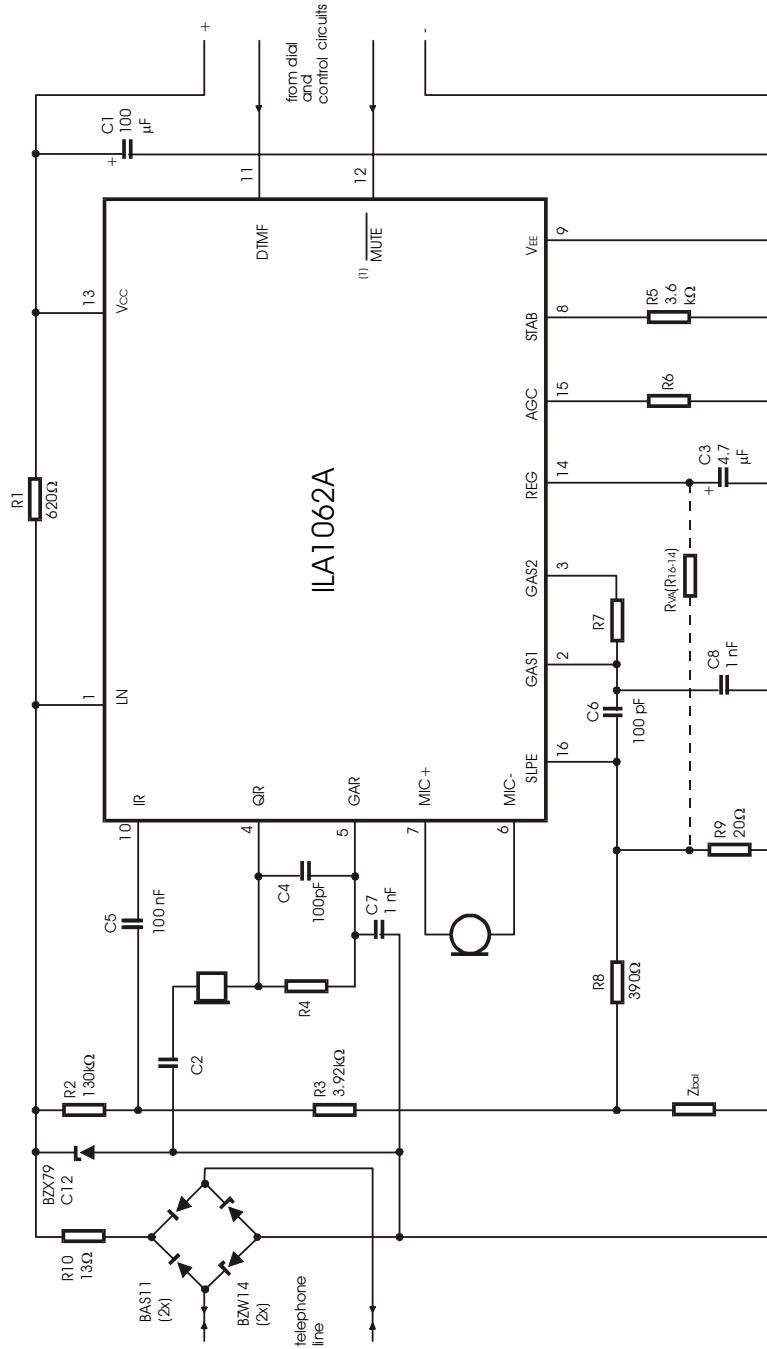 R1
620Ω
+
C1
100
µF
+
from dial
and
control circuits
-
11
12
DTMF
MUTE
(1)
13
VCC
1
LN
ILA1062A
VEE
9
STAB
8
R5
3.6
kΩ
AGC
15
R6
REG
14
C3
4.7
µF
+
GAS2
3
R7
RVA(R16-14)
GAS1
2
C8
1 nF
C6
100 pF
SLPE
16
R9
20Ω
IR
10
QR
4
GAR
5
MIC+
7
MIC-
6
C5
100 nF
C4
100pF
C7
1 nF
R4
C2
R2
130kΩ
R3
3.92kΩ
R8
390Ω
Zbal
BZX79
C12
R10
13Ω
BAS11
(2x)
BZW14
(2x)
telephone
line